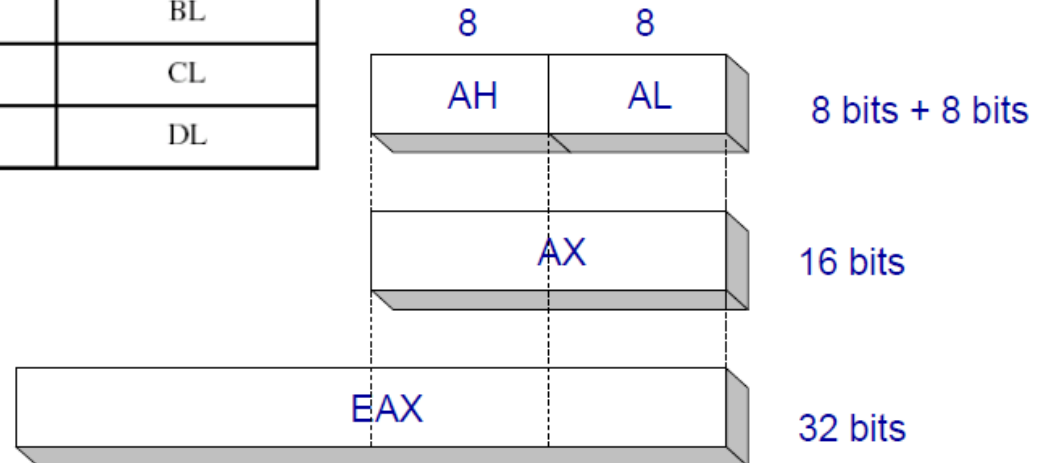 BL
CL
DL
8 8
AH AL
8 bits + 8 bits
AX
16 bits
EAX
32 bits